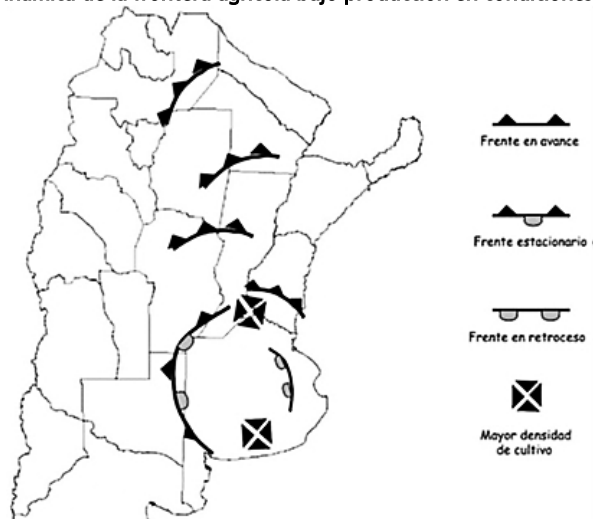 de la frontera agrícola bajo producción en condiciones
Frente en avance
Frente estacionario
Frente en retroceso
Mayor densidad
de cultivo